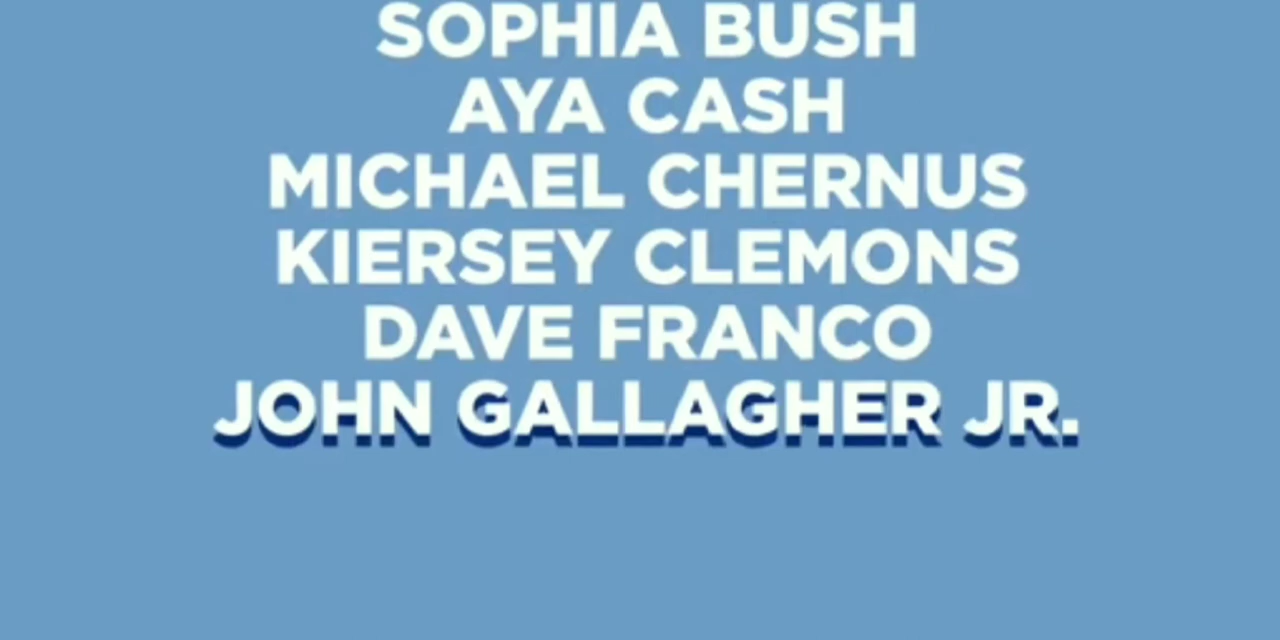 SOPHIA BUSH
AYA CASH
MICHAEL CHERNUS
KIERSEY CLEMONS
DAVE FRANCO
JOHN GALLAGHER JR.